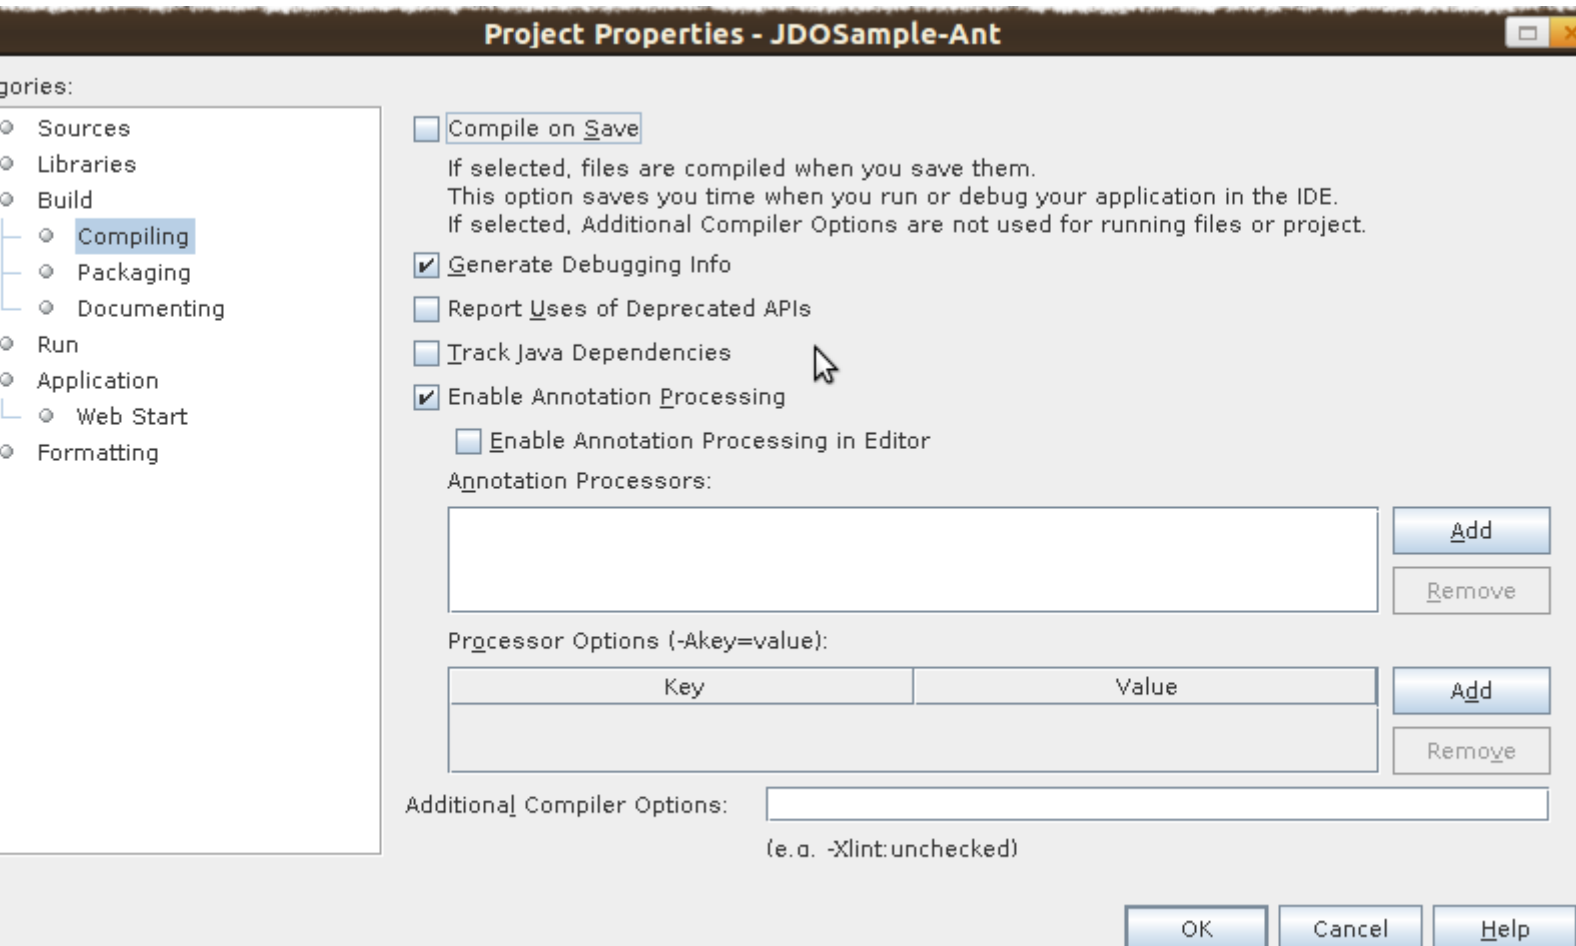 Project Properties - JDOSample-Ant
gories:
Sources
Libraries
Build
Compiling
Packaging
Documenting
Run
Application
Web Start
Formatting
Compile on Save
If selected, files are compiled when you save them.
This option saves you time when you run or debug your application in the IDE.
If selected, Additional Compiler Options are not used for running files or project.
Generate Debugging Info
Report Uses of Deprecated APIs
Track Java Dependencies
Enable Annotation Processing
Enable Annotation Processing in Editor
Annotation Processors:
Add
Remove
Processor Options (-Akey=value):
Key Value
Add
Remove
Additional Compiler Options:
(e.g. -Xlint:unchecked)
OK Cancel Help